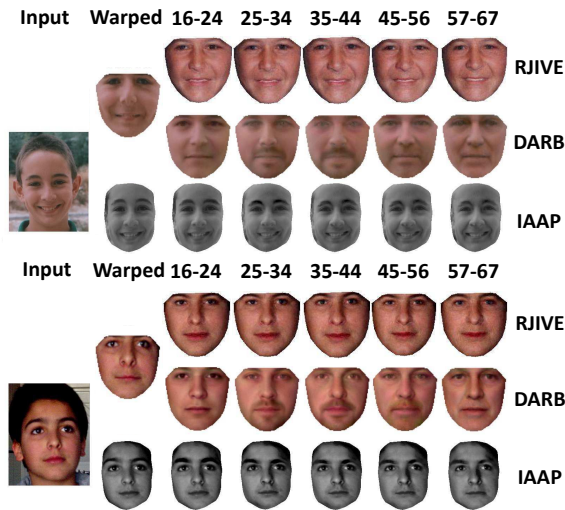 Input Warped 16-24 25-34 35-44 45-56 57-67
RJIVE
DARB
IAAP
Input Warped 16-24 25-34 35-44 45-56 57-67
RJIVE
DARB
IAAP